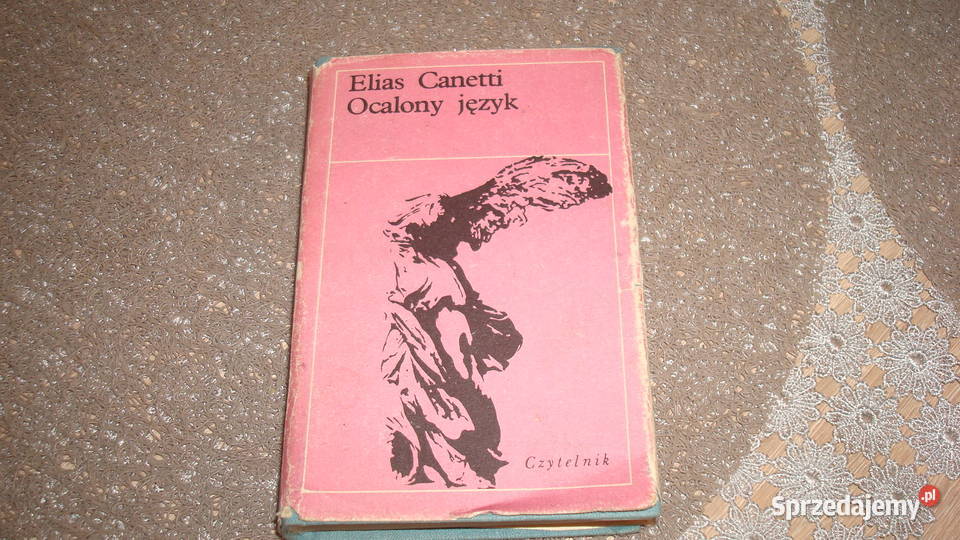 Elias Canetti
Ocalony język
Czytelnik
Sprzedajemy.pl